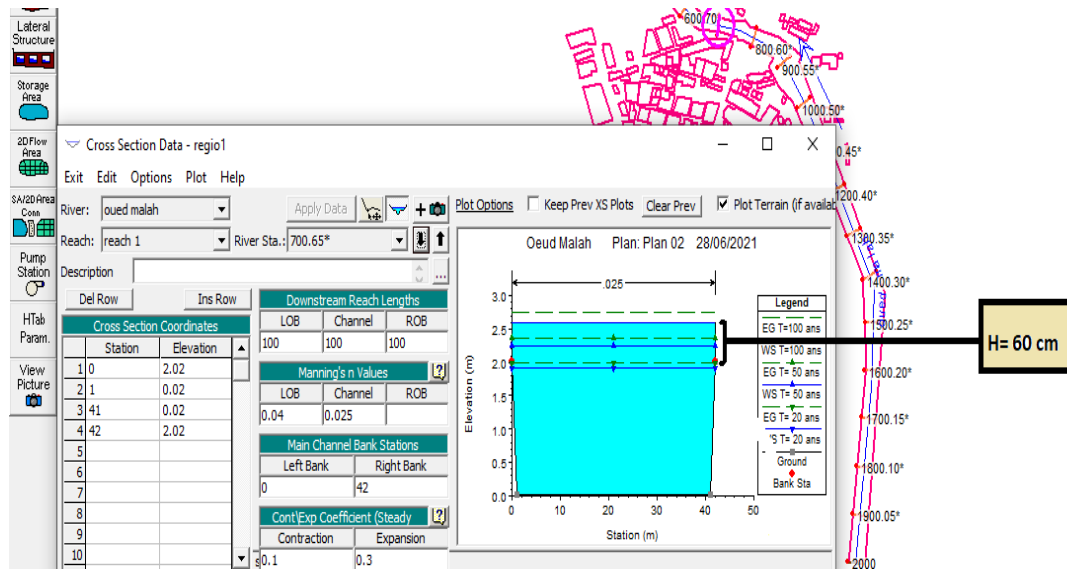 Lateral
Structure
Storage
Area
2D Flow
Area
SA/2D Area
Conn
Pump
Station
HTab
Param.
View
Picture
Cross Section Data - regio1
Exit Edit Options Plot Help
River: oued malah
Apply Data
Plot Options
Keep Prev XS Plots
Clear Prev
Plot Terrain (if availab
Reach: reach 1
River Sta.: 700.65*
Description
...
Del Row
Ins Row
Cross Section Coordinates
Station Elevation
1 0 2.02
2 1 0.02
3 41 0.02
4 42 2.02
5
6
7
8
9
10
Downstream Reach Lengths
LOB Channel ROB
100 100 100
Manning's n Values
LOB Channel ROB
0.04 0.025
Main Channel Bank Stations
Left Bank Right Bank
0 42
Cont\Exp Coefficient (Steady
Contraction Expansion
0.1 0.3
Oeud Malah Plan: Plan 02 28/06/2021
.025
3.0
2.5
2.0
1.5
1.0
0.5
0.0
Elevation (m)
0 10 20 30 40 50
Station (m)
Legend
EG T=100 ans
WS T=100 ans
EG T= 50 ans
WS T= 50 ans
EG T= 20 ans
'S T= 20 ans
Ground
Bank Sta
H= 60 cm
600.70
800.60*
900.55*
1000.50*
0.45*
1200.40*
1300.35*
1400.30*
1500.25*
1600.20*
1700.15*
1800.10*
1900.05*
2000